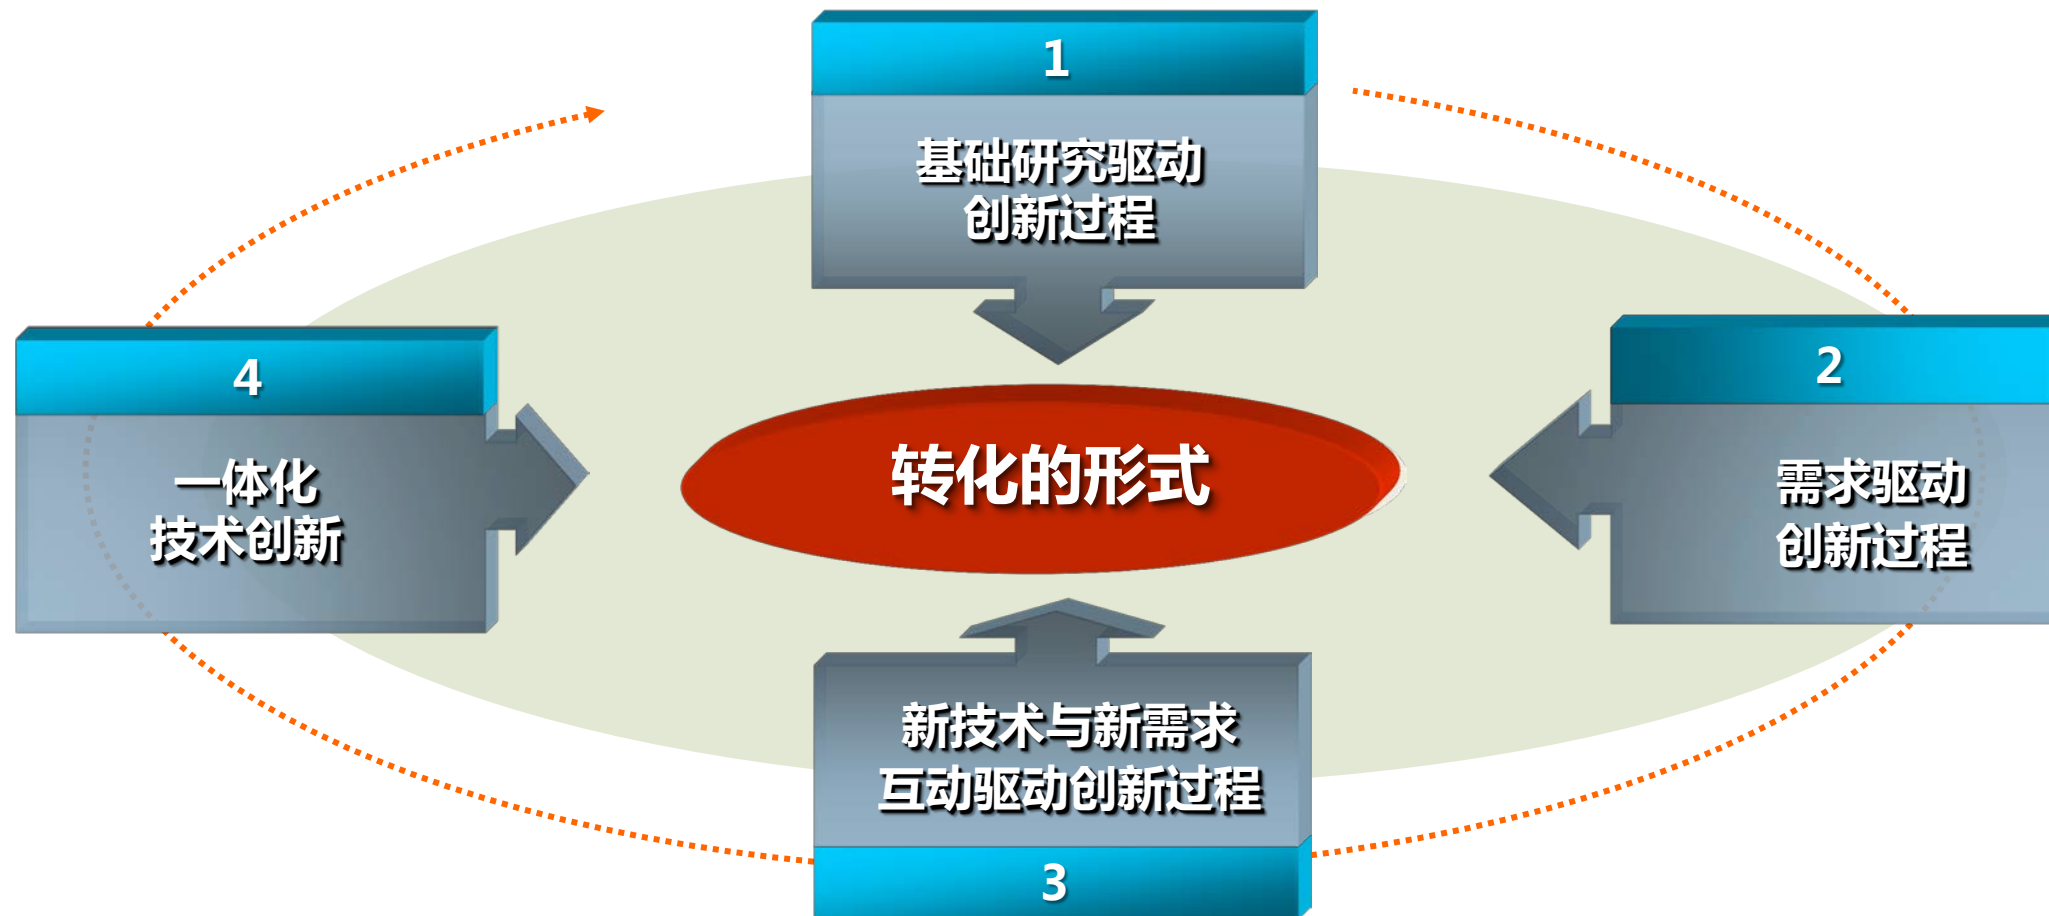 1
基础研究驱动
创新过程
2
需求驱动
创新过程
新技术与新需求
互动驱动创新过程
3
4
一体化
技术创新
转化的形式